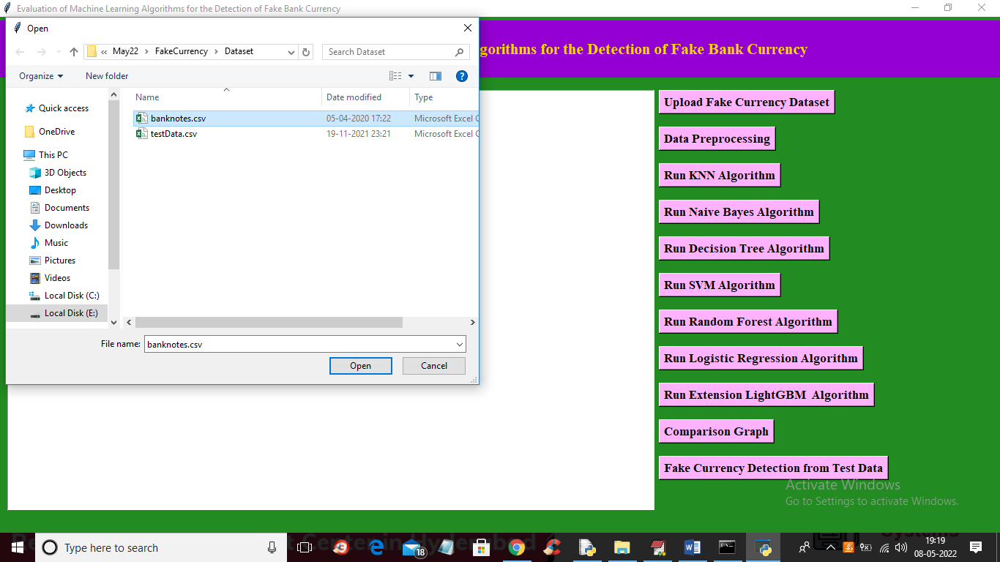 Evaluation of Machine Learning Algorithms for the Detection of Fake Bank Currency
Open
« May22 › FakeCurrency › Dataset
Search Dataset
gorithms for the Detection of Fake Bank Currency
Organize
New folder
Name
Date modified
Type
banknotes.csv 05-04-2020 17:22 Microsoft Excel C
testData.csv 19-11-2021 23:21 Microsoft Excel C
Quick access
OneDrive
This PC
3D Objects
Desktop
Documents
Downloads
Music
Pictures
Videos
Local Disk (C:)
Local Disk (E:)
File name: banknotes.csv
Open
Cancel
Upload Fake Currency Dataset
Data Preprocessing
Run KNN Algorithm
Run Naive Bayes Algorithm
Run Decision Tree Algorithm
Run SVM Algorithm
Run Random Forest Algorithm
Run Logistic Regression Algorithm
Run Extension LightGBM Algorithm
Comparison Graph
Fake Currency Detection from Test Data
Activate Windows
Go to Settings to activate Windows.
Type here to search
18
19:19
08-05-2022